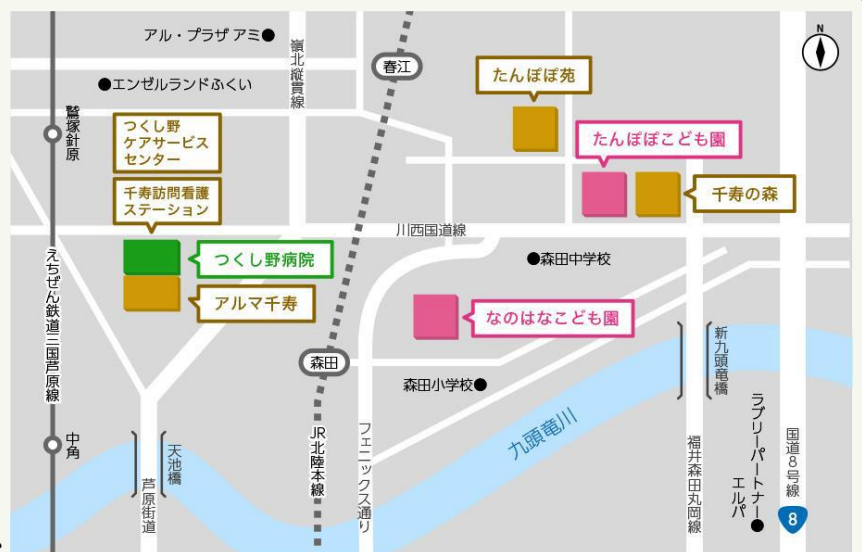 アル・プラザ アミ
エンゼルランドふくい
嶺北縦貫線
春江
N
たんぽぽ苑
鷲塚針原
つくし野
ケアサービス
センター
たんぽぽこども園
千寿訪問看護
ステーション
千寿の森
川西国道線
つくし野病院
森田中学校
えちぜん鉄道三国芦原線
アルマ千寿
なのはなこども園
森田
新九頭竜橋
森田小学校
九頭竜川
ラブリーパートナー
エルパ
中角
天池橋
JR北陸本線
フェニックス通り
福井森田丸岡線
国道8号線
芦原街道
8